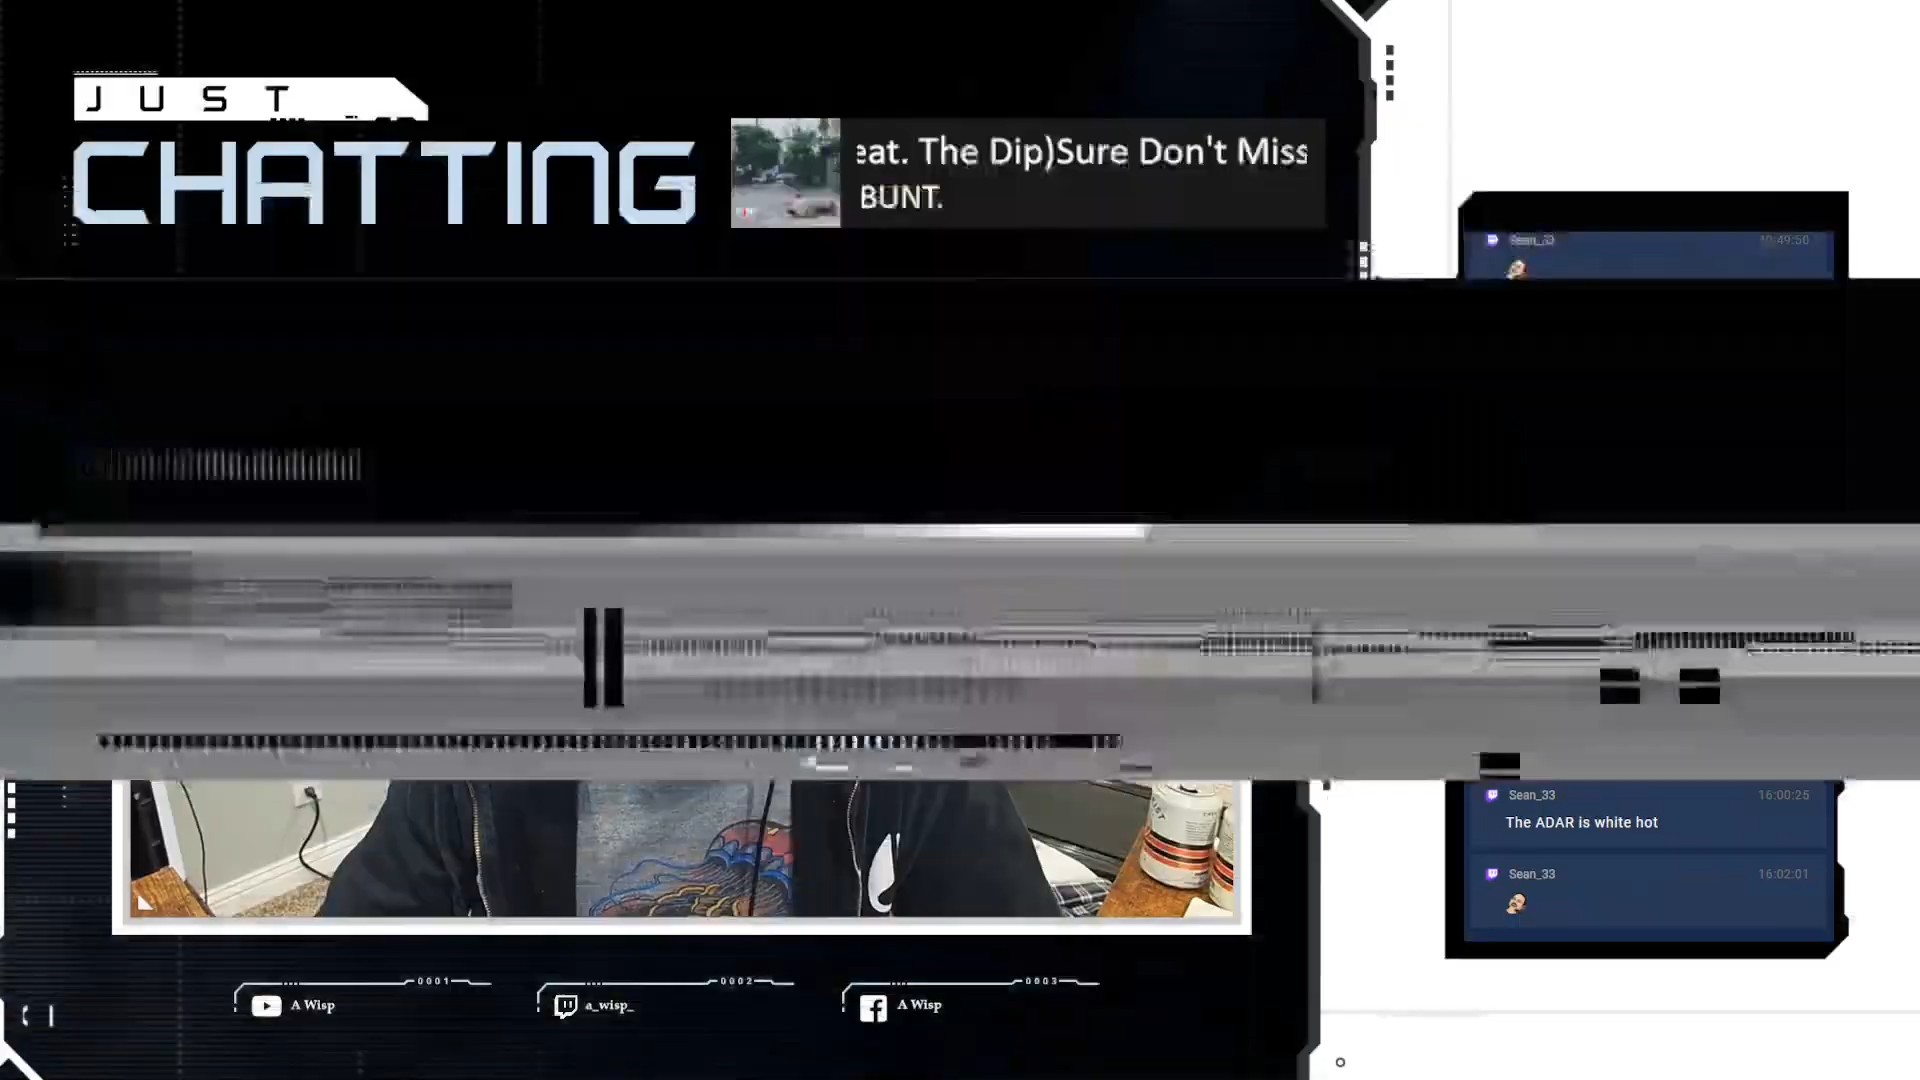 JUST
CHATTING
eat. The Dip)Sure Don't Miss
BUNT.
Sean_33
Sean_33 16:00:25
The ADAR is white hot
Sean_33 16:02:01
0001
A Wisp
0002
a_wisp_
0003
A Wisp